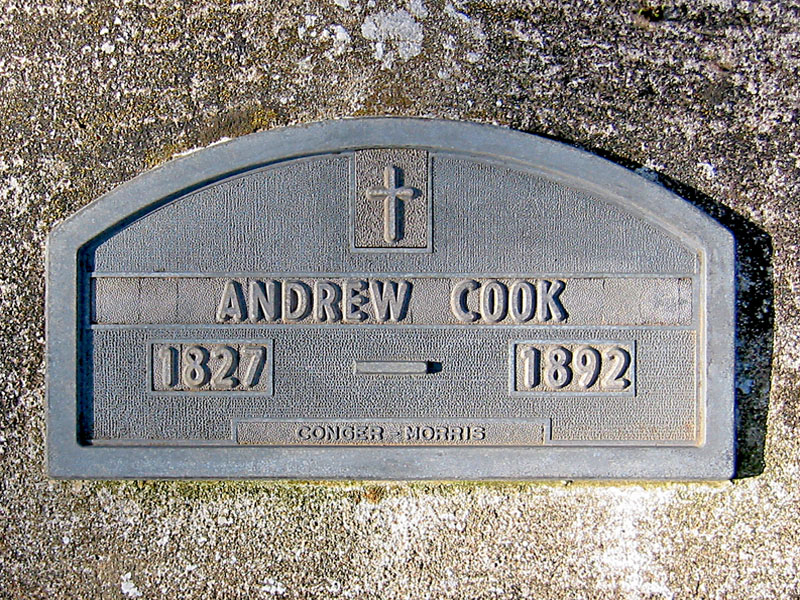 ANDREW COOK
1827 — 1892
CONGER - MORRIS